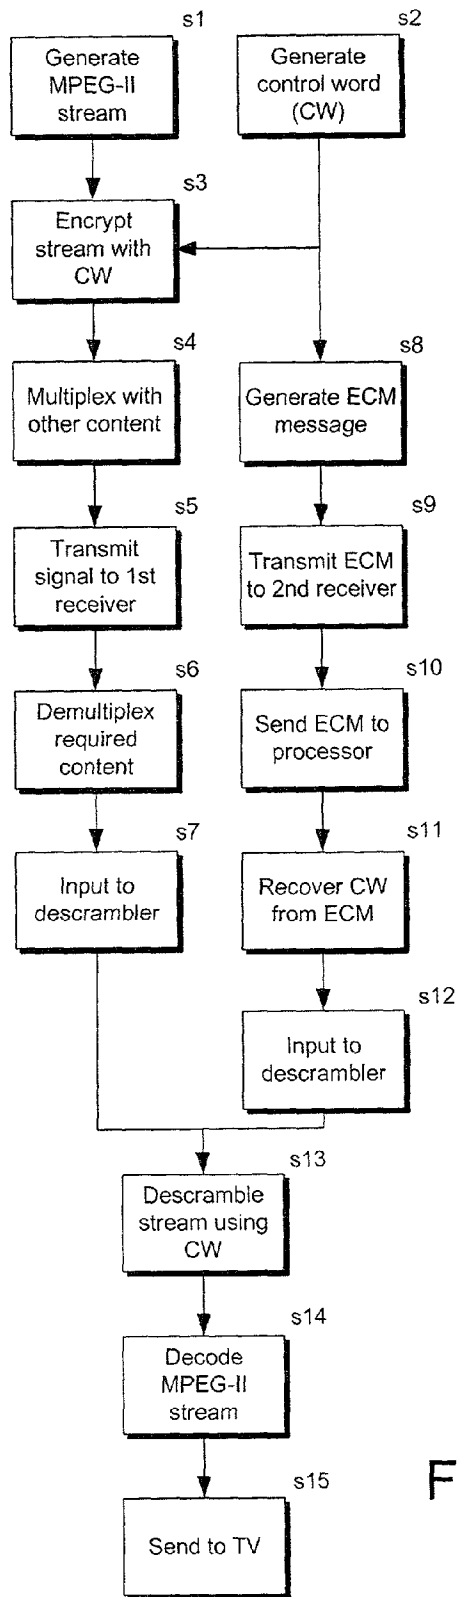 s1
Generate
MPEG-II
stream
s2
Generate
control word
(CW)
s3
Encrypt
stream with
CW
s4
Multiplex with
other content
s8
Generate ECM
message
s5
Transmit
signal to 1st
receiver
s9
Transmit ECM
to 2nd receiver
s6
Demultiplex
required
content
s10
Send ECM to
processor
s7
Input to
descrambler
s11
Recover CW
from ECM
s12
Input to
descrambler
s13
Descramble
stream using
CW
s14
Decode
MPEG-II
stream
s15
Send to TV
F